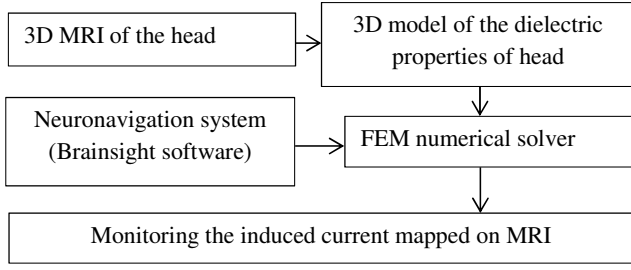 3D MRI of the head
3D model of the dielectric
properties of head
Neuronavigation system
(Brainsight software)
FEM numerical solver
Monitoring the induced current mapped on MRI